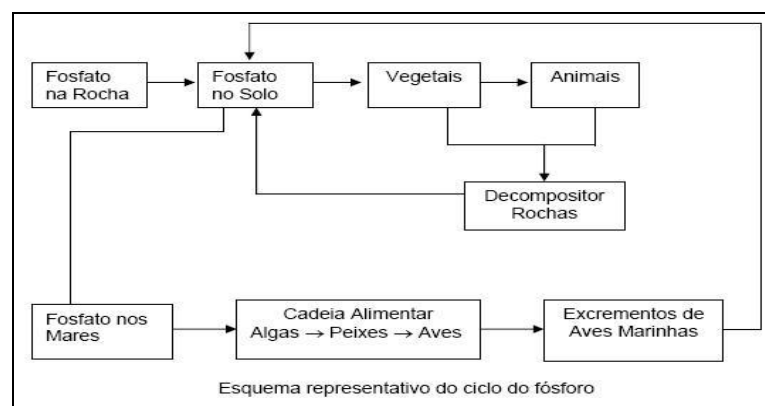 Fosfato
na Rocha
Fosfato
no Solo
Vegetais
Animais
Decompositor
Rochas
Fosfato nos
Mares
Cadeia Alimentar
Algas → Peixes → Aves
Excrementos de
Aves Marinhas
Esquema representativo do ciclo do fósforo